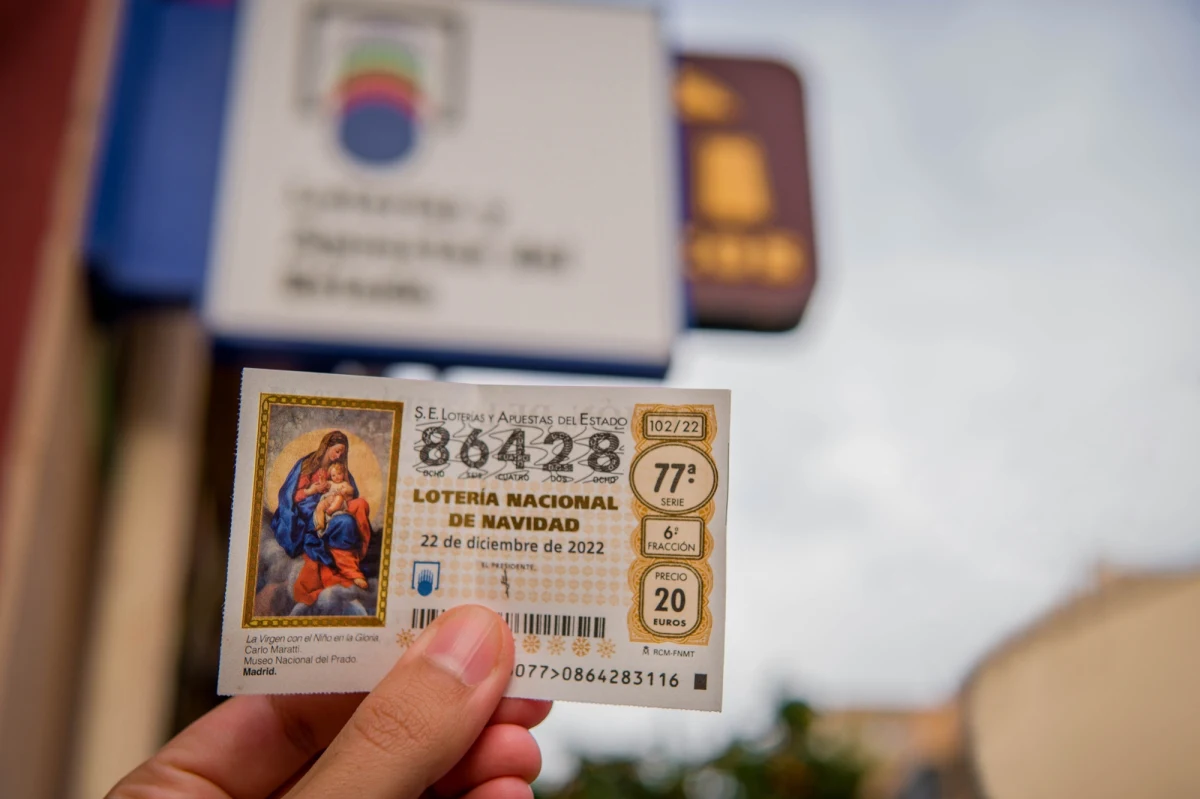 S.E. LOTERÍAS Y APUESTAS DEL ESTADO
86428
OCHO SEIS CUATRO DOS OCHO
LOTERÍA NACIONAL
DE NAVIDAD
22 de diciembre de 2022
EL PRESIDENTE,
102/22
77ª
SERIE
6ª
FRACCIÓN
PRECIO
20
EUROS
RCM-FNMT
La Virgen con el Niño en la Gloria.
Carlo Maratti.
Museo Nacional del Prado.
Madrid.
077>0864283116